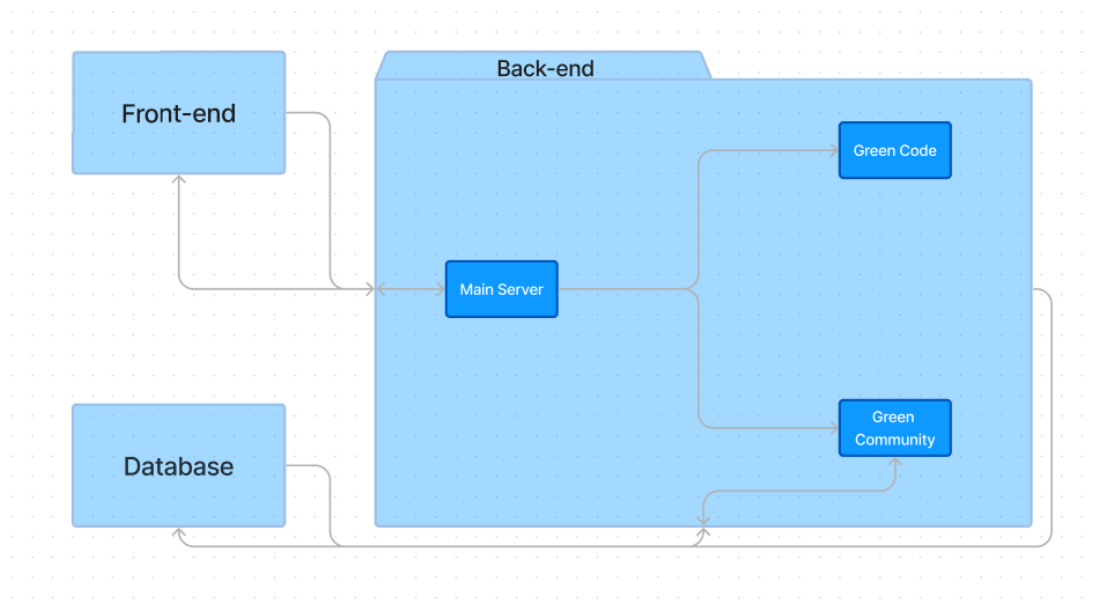 Back-end
Front-end
Green Code
Main Server
Green
Community
Database